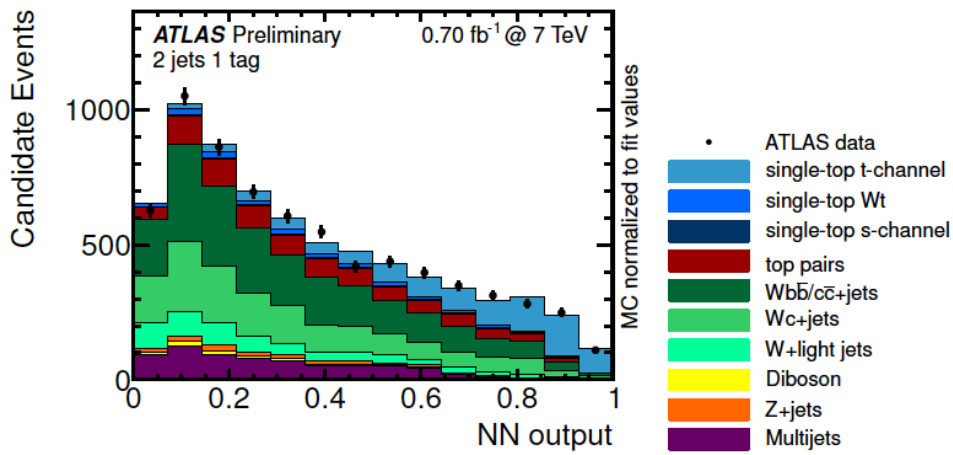 ATLAS Preliminary
0.70 fb⁻¹ @ 7 TeV
2 jets 1 tag
Candidate Events
1000
500
0
0
0.2
0.4
0.6
0.8
1
NN output
MC normalized to fit values
ATLAS data
single-top t-channel
single-top Wt
single-top s-channel
top pairs
Wbb̄/cc̄+jets
Wc+jets
W+light jets
Diboson
Z+jets
Multijets